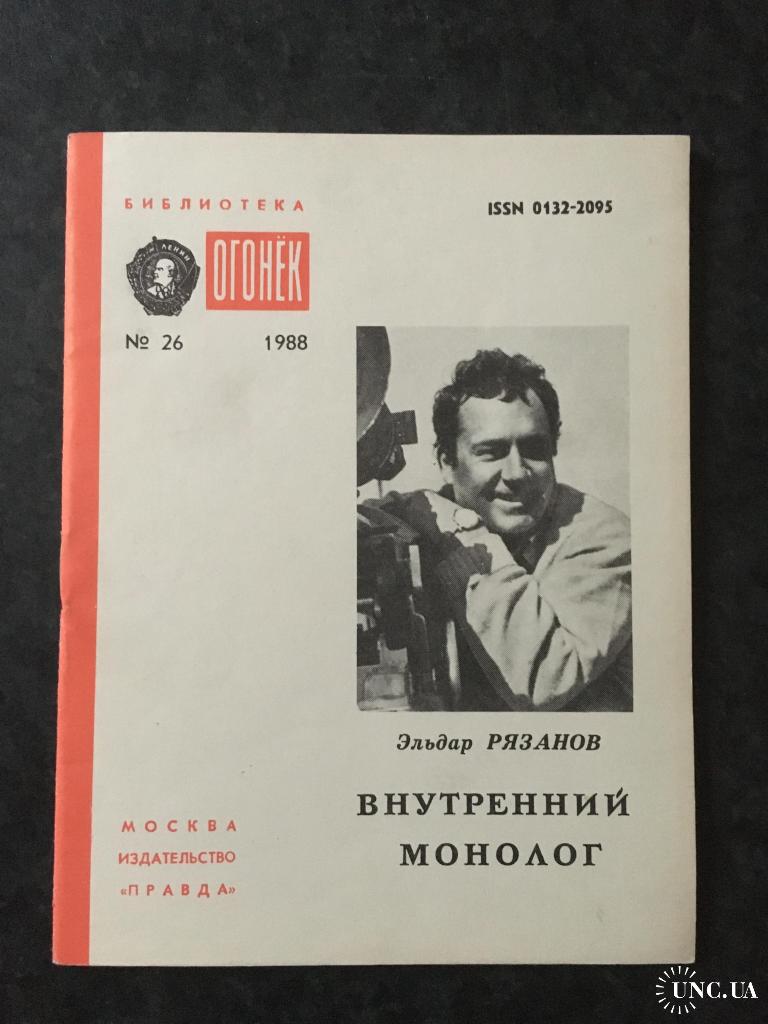 БИБЛИОТЕКА
ISSN 0132-2095
ЛЕНИН
ОГОНЁК
№ 26 1988
Эльдар РЯЗАНОВ
ВНУТРЕННИЙ
МОНОЛОГ
МОСКВА
ИЗДАТЕЛЬСТВО
«ПРАВДА»
UNC.UA